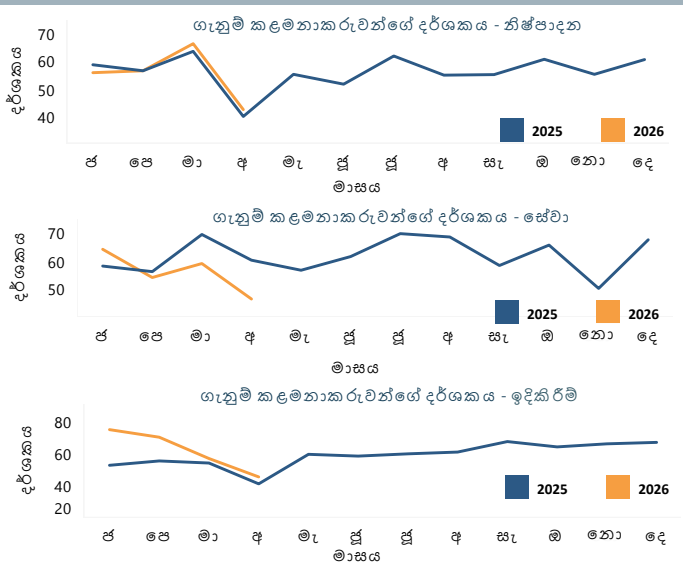 ගැනුම් කළමනාකරුවන්ගේ දර්ශකය - නිෂ්පාදන
දර්ශකය
70
60
50
40
2025 2026
ජ පෙ මා අ මැ ජූ ජූ අ සැ ඔ නො දෙ
මාසය
ගැනුම් කළමනාකරුවන්ගේ දර්ශකය - සේවා
දර්ශකය
70
60
50
2025 2026
ජ පෙ මා අ මැ ජූ ජූ අ සැ ඔ නො දෙ
මාසය
ගැනුම් කළමනාකරුවන්ගේ දර්ශකය - ඉදිකිරීම්
දර්ශකය
80
60
40
20
2025 2026
ජ පෙ මා අ මැ ජූ ජූ අ සැ ඔ නො දෙ
මාසය